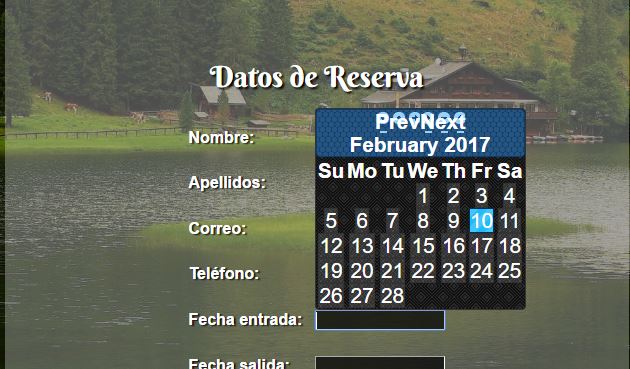 Datos de Reserva
Nombre:
Apellidos:
Correo:
Teléfono:
Fecha entrada:
Fecha salida:
PrevNext
February 2017
Su Mo Tu We Th Fr Sa
1 2 3 4
5 6 7 8 9 10 11
12 13 14 15 16 17 18
19 20 21 22 23 24 25
26 27 28